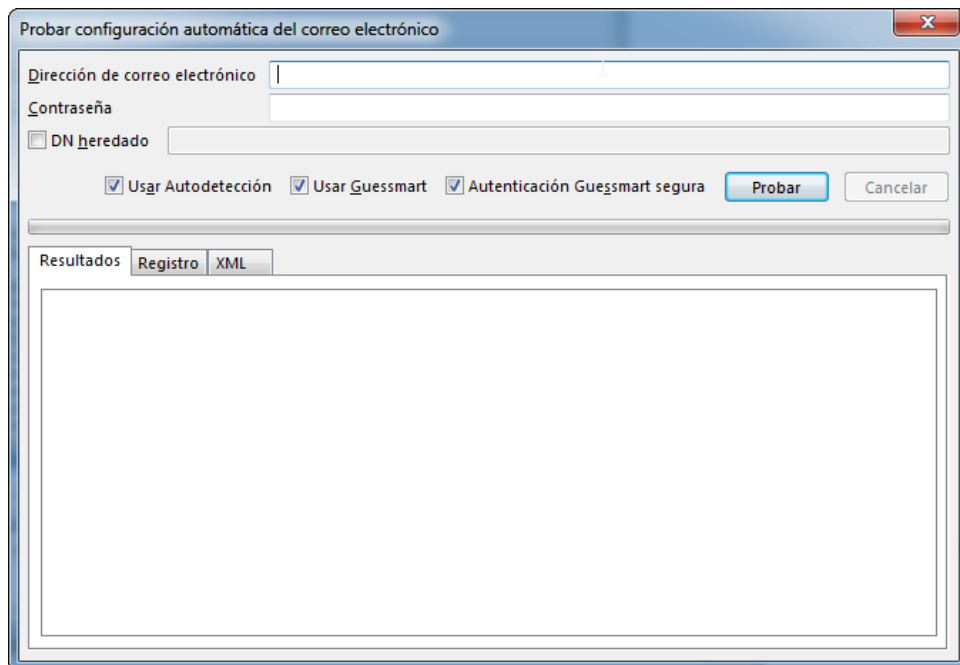 Probar configuración automática del correo electrónico
Dirección de correo electrónico
Contraseña
DN heredado
Usar Autodetección Usar Guessmart Autenticación Guessmart segura Probar Cancelar
Resultados Registro XML